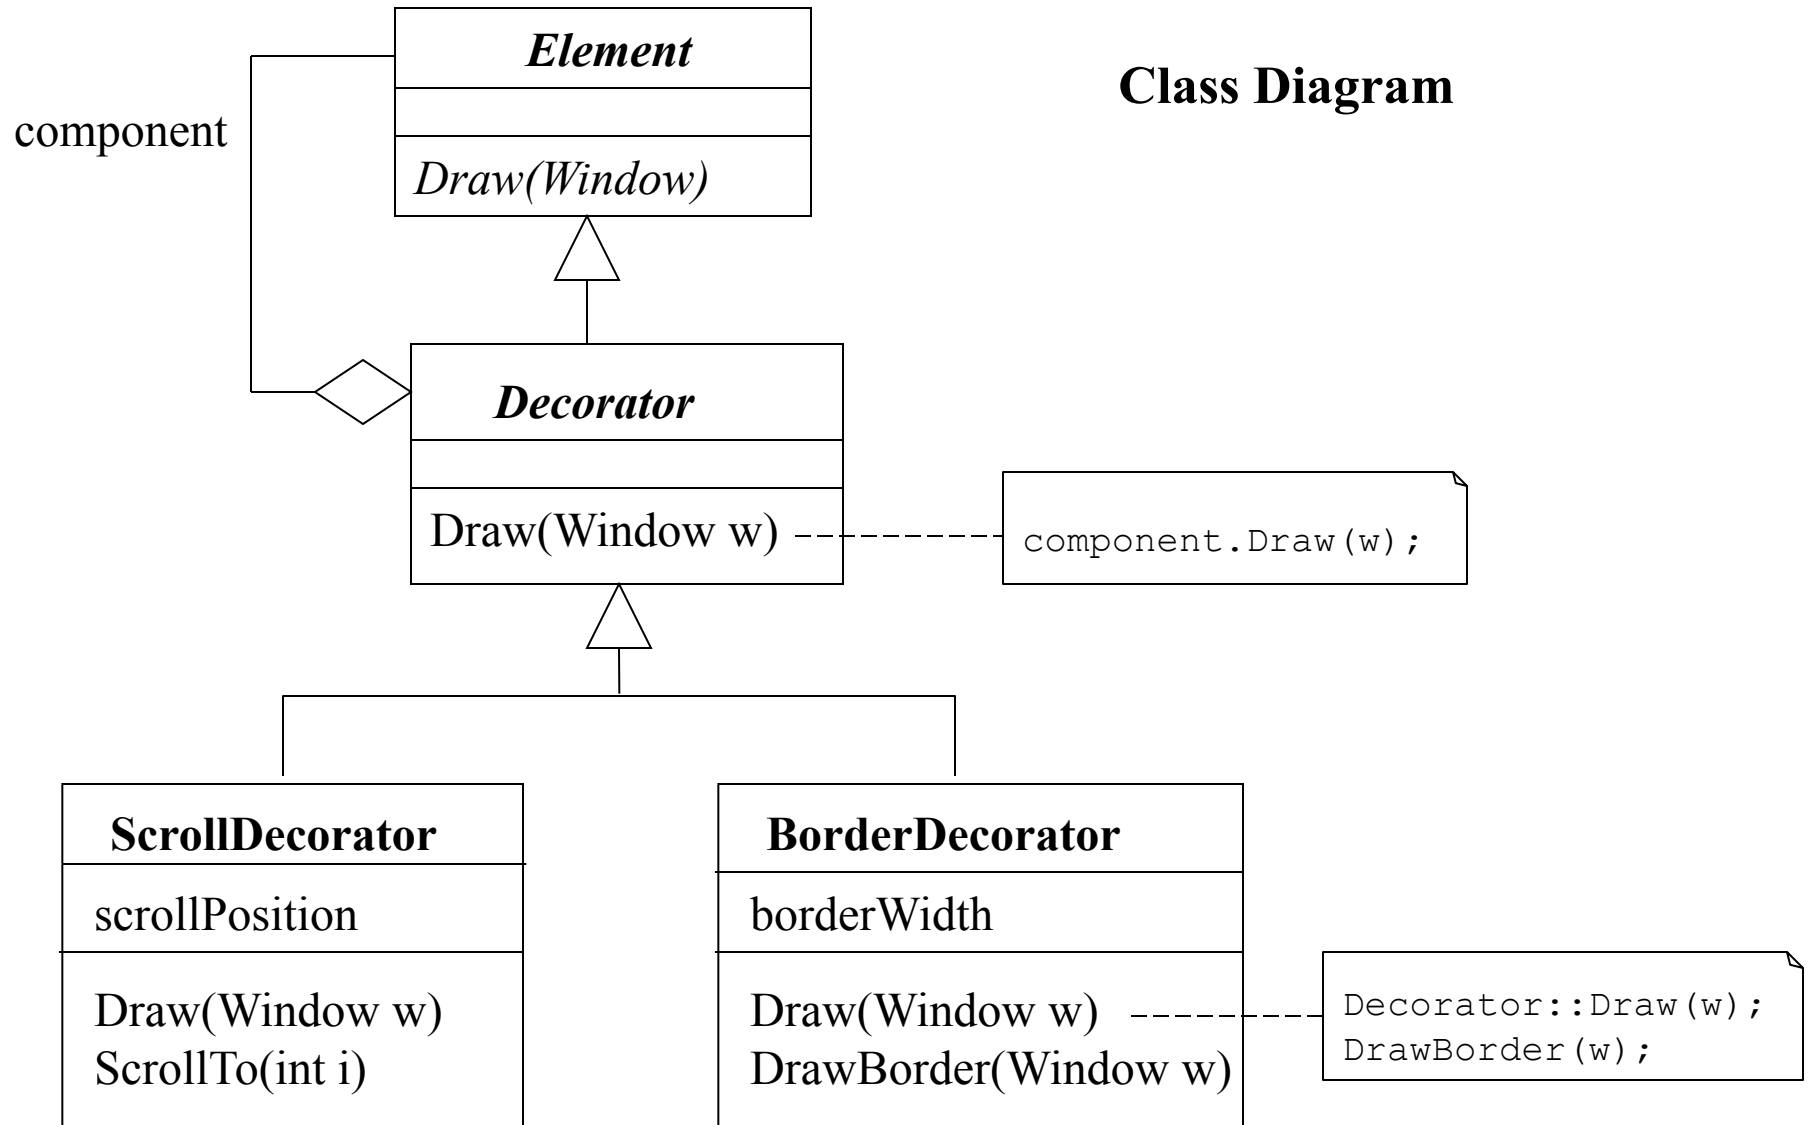 Element
Class Diagram
component
Draw(Window)
Decorator
Draw(Window w)
component.Draw(w);
ScrollDecorator
scrollPosition
Draw(Window w)
ScrollTo(int i)
BorderDecorator
borderWidth
Draw(Window w)
DrawBorder(Window w)
Decorator::Draw(w);
DrawBorder(w);